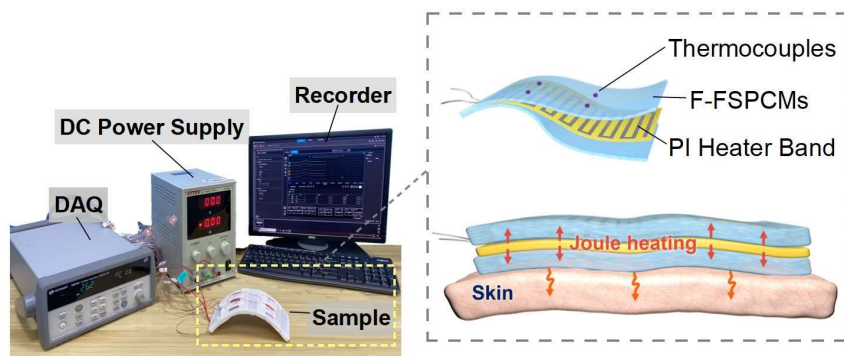 Recorder
DC Power Supply
DAQ
Sample
Thermocouples
F-FSPCMs
PI Heater Band
Joule heating
Skin